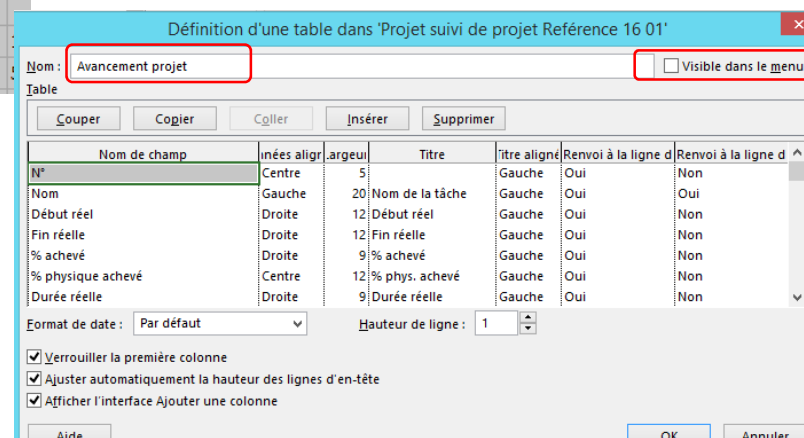 Définition d'une table dans 'Projet suivi de projet Reférence 16 01'
Nom : Avancement projet Visible dans le menu
Table
Couper Copier Coller Insérer Supprimer
Nom de champ nnées align argeur Titre Titre aligné Renvoi à la ligne d Renvoi à la ligne d
N° Centre 5 Gauche Oui Non
Nom Gauche 20 Nom de la tâche Gauche Oui Oui
Début réel Droite 12 Début réel Gauche Oui Non
Fin réelle Droite 12 Fin réelle Gauche Oui Non
% achevé Droite 9 % achevé Gauche Oui Non
% physique achevé Centre 12 % phys. achevé Gauche Oui Non
Durée réelle Droite 9 Durée réelle Gauche Oui Non
Format de date : Par défaut Hauteur de ligne : 1
Verrouiller la première colonne
Ajuster automatiquement la hauteur des lignes d'en-tête
Afficher l'interface Ajouter une colonne
Aide OK Annuler